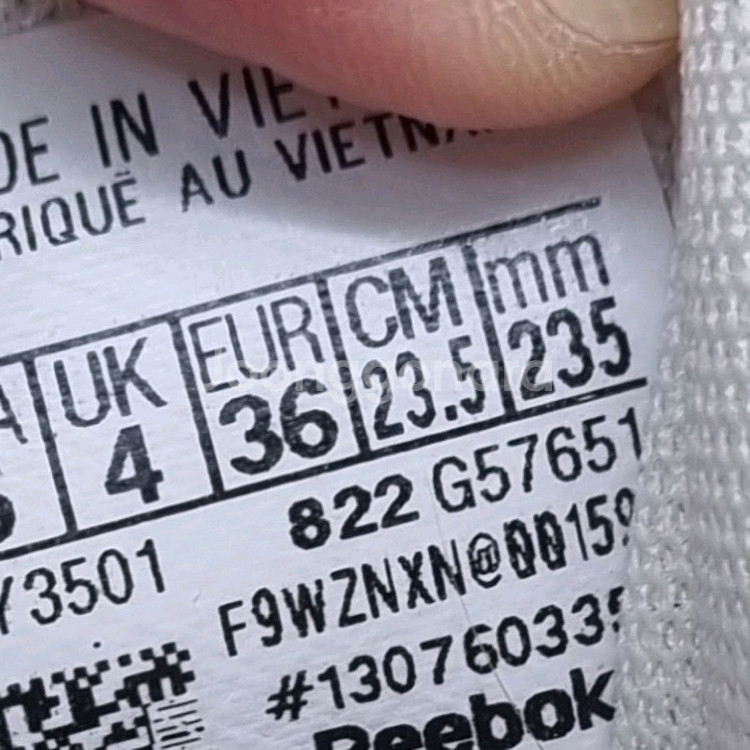 DE IN VIE
RIQUÉ AU VIETN
UK EUR CM mm
4 36 23.5 235
822 G57651
Y3501
F9WZNXN@00159
#13076033
Reebok